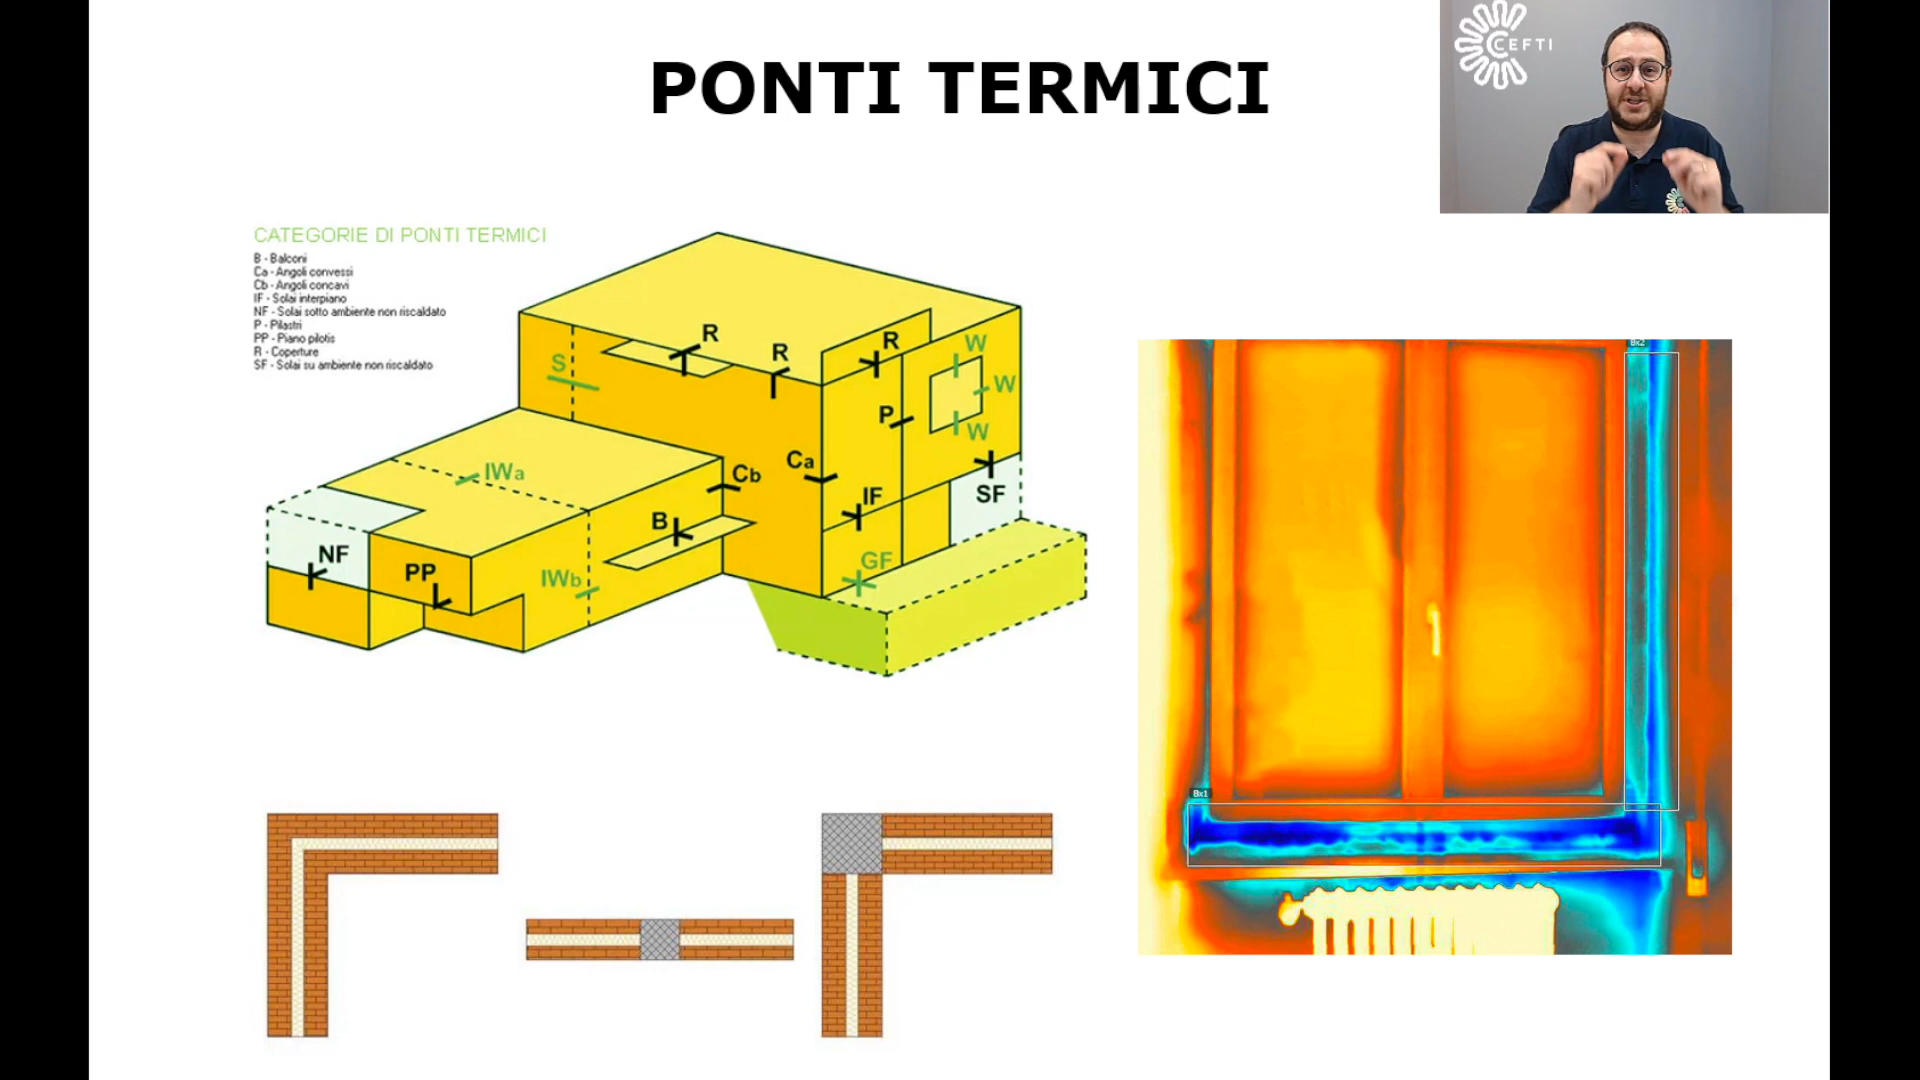 PONTI TERMICI
CEFTI
CATEGORIE DI PONTI TERMICI
B - Balconi
Ca - Angoli convessi
Cb - Angoli concavi
IF - Solai interpiano
NF - Solai sotto ambiente non riscaldato
P - Pilastri
PP - Piano pilotis
R - Coperture
SF - Solai su ambiente non riscaldato
R
R
R
W
S
W
P
W
IWa
Cb
Ca
IF
SF
B
NF
PP
IWb
GF
Bx2
Bx1